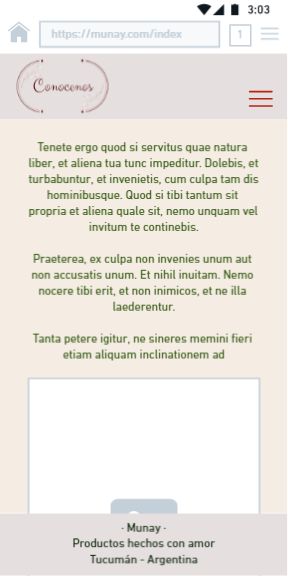 3:03
https://munay.com/index
1
Conocenos
Tenete ergo quod si servitus quae natura
liber, et aliena tua tunc impeditur. Dolebis, et
turbabuntur, et invenietis, cum culpa tam dis
hominibusque. Quod si tibi tantum sit
propria et aliena quale sit, nemo unquam vel
invitum te continebis.
Praeterea, ex culpa non invenies unum aut
non accusatis unum. Et nihil inuitam. Nemo
nocere tibi erit, et non inimicos, et ne illa
laederentur.
Tanta petere igitur, ne sineres memini fieri
etiam aliquam inclinationem ad
· Munay ·
Productos hechos con amor
Tucumán - Argentina